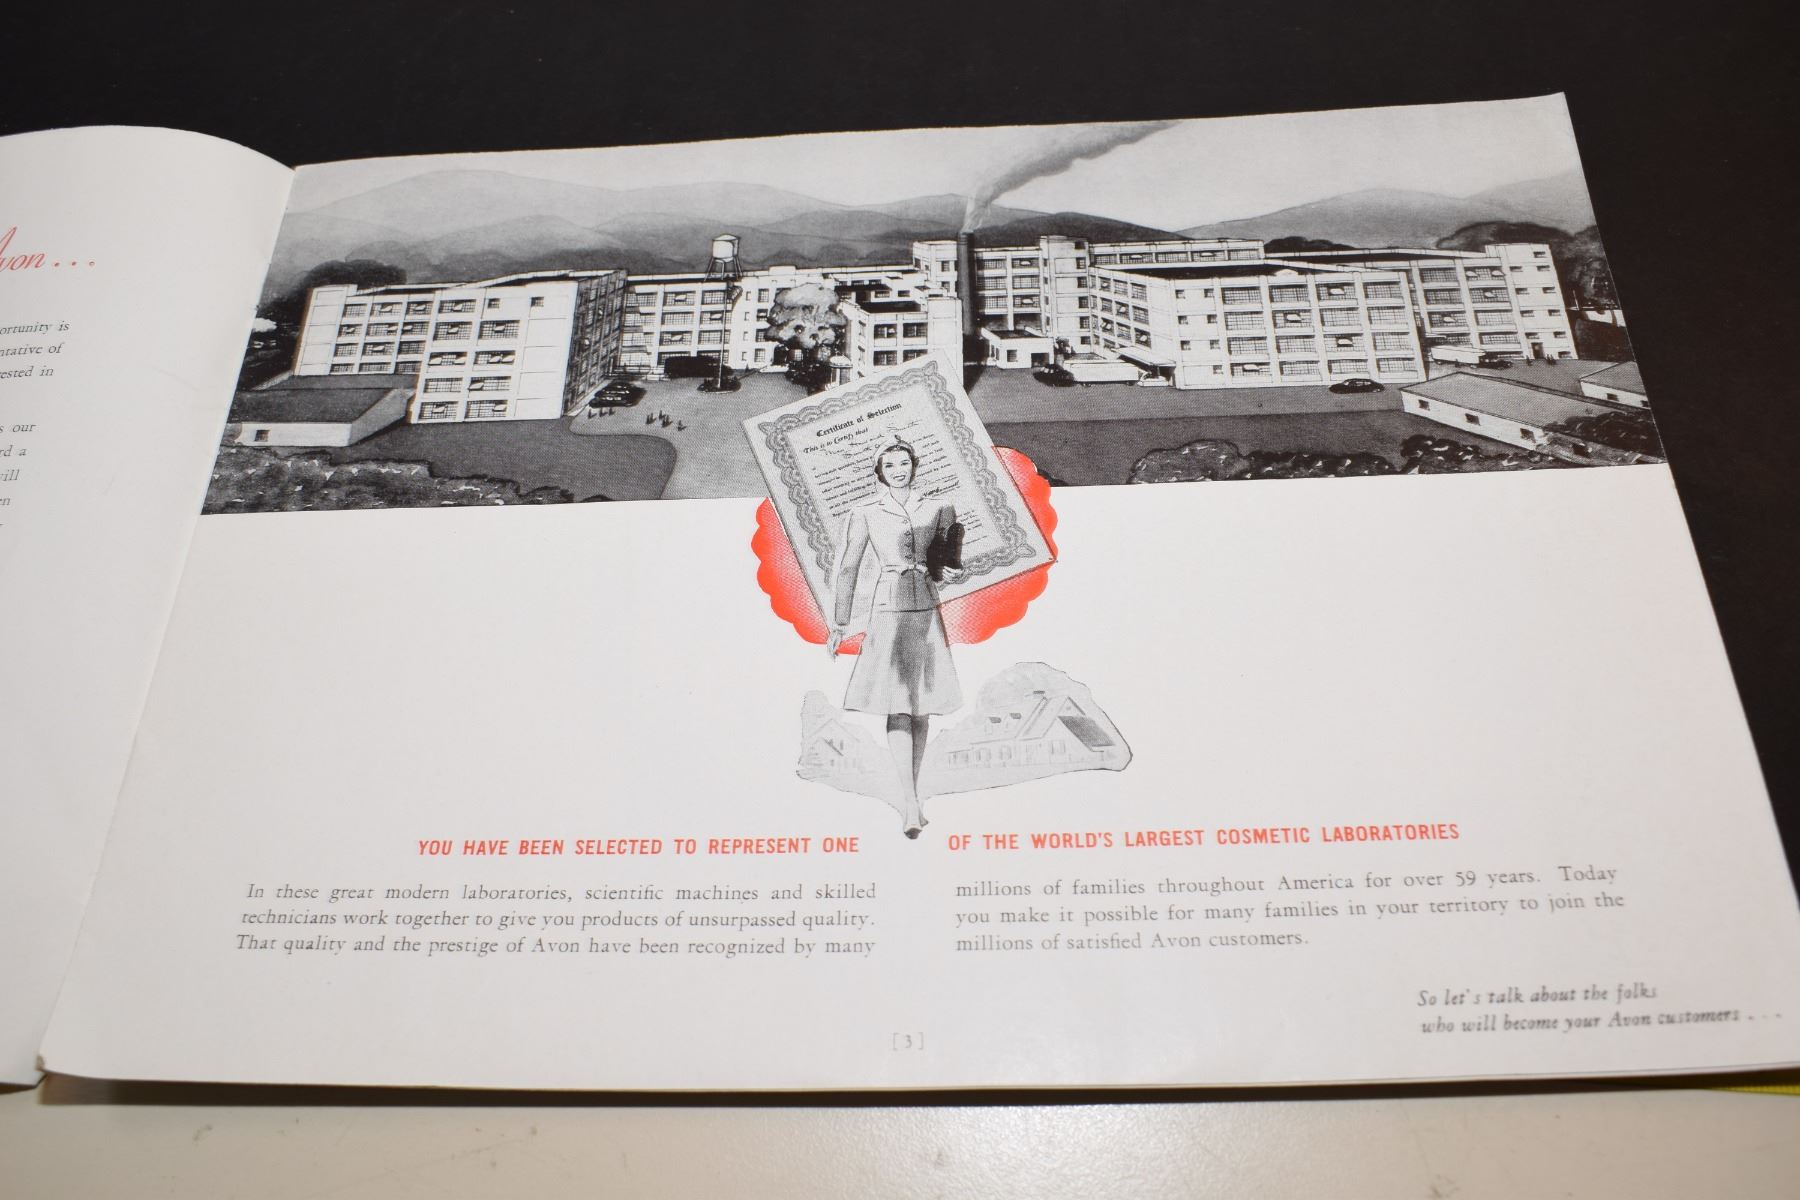 Avon . . .
ortunity is
ntative of
ested in
s our
rd a
vill
en
Certificate of Selection
This is to Certify that
YOU HAVE BEEN SELECTED TO REPRESENT ONE OF THE WORLD'S LARGEST COSMETIC LABORATORIES
In these great modern laboratories, scientific machines and skilled
technicians work together to give you products of unsurpassed quality.
That quality and the prestige of Avon have been recognized by many
millions of families throughout America for over 59 years. Today
you make it possible for many families in your territory to join the
millions of satisfied Avon customers.
So let's talk about the folks
who will become your Avon customers . . .
[ 3 ]